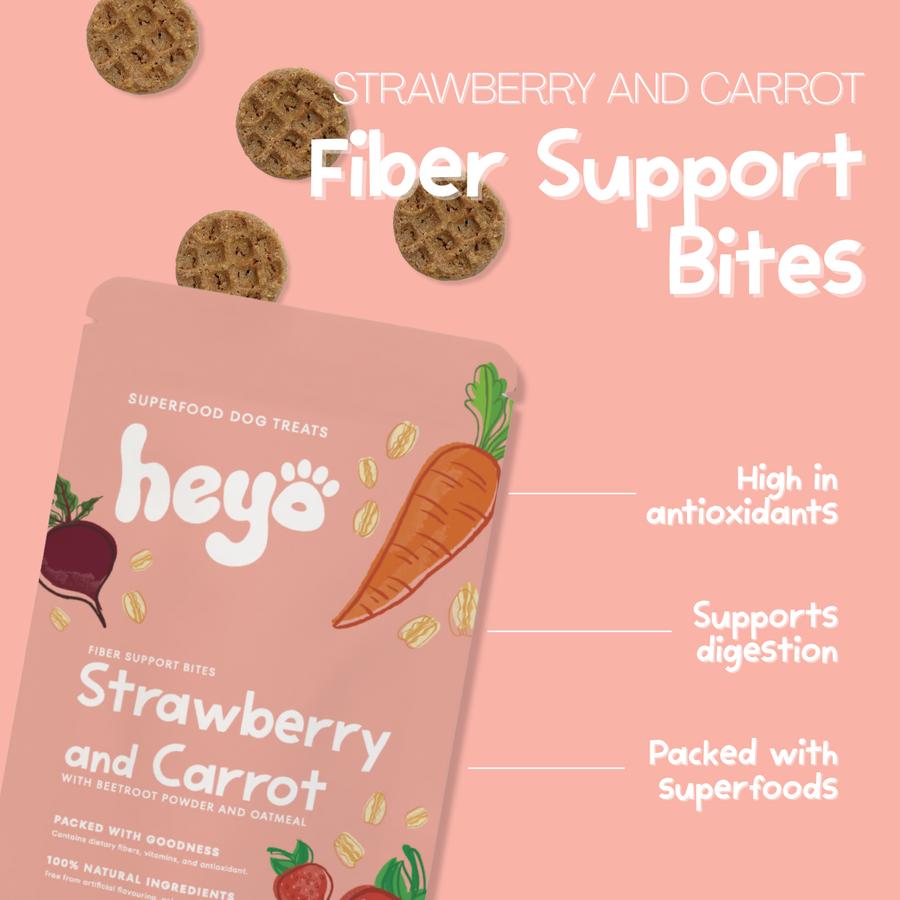 STRAWBERRY AND CARROT
Fiber Support
Bites
SUPERFOOD DOG TREATS
heyo
High in
antioxidants
Supports
digestion
FIBER SUPPORT BITES
Strawberry
and Carrot
WITH BEETROOT POWDER AND OATMEAL
Packed with
superfoods
PACKED WITH GOODNESS
Contains dietary fibers, vitamins, and antioxidant.
100% NATURAL INGREDIENTS
Free from artificial flavouring,